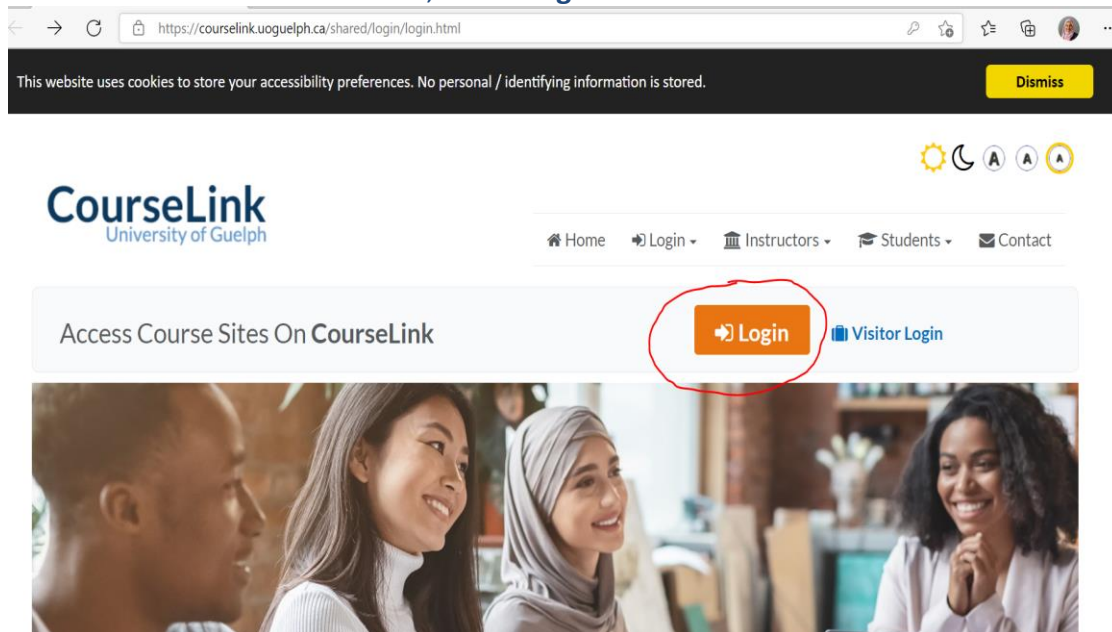 https://courselink.uoguelph.ca/shared/login/login.html
This website uses cookies to store your accessibility preferences. No personal / identifying information is stored.
Dismiss
A A A
CourseLink
University of Guelph
Home Login Instructors Students Contact
Access Course Sites On CourseLink
Login
Visitor Login